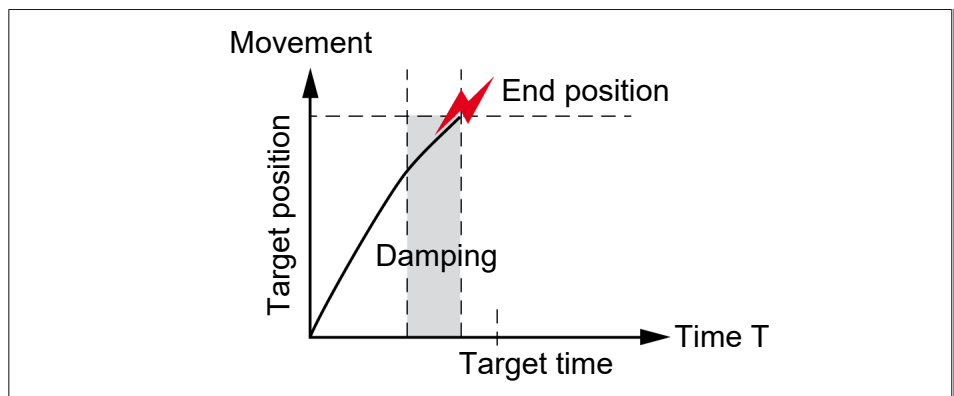 Movement
End position
Target position
Damping
Time T
Target time